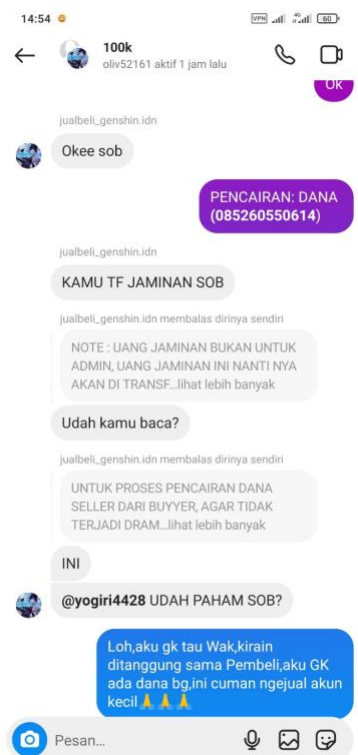 14:54
VPN
4G
60
100k
oliv52161 aktif 1 jam lalu
Ok
jualbeli_genshin.idn
Okee sob
PENCAIRAN: DANA
(085260550614)
jualbeli_genshin.idn
KAMU TF JAMINAN SOB
jualbeli_genshin.idn membalas dirinya sendiri
NOTE : UANG JAMINAN BUKAN UNTUK
ADMIN, UANG JAMINAN INI NANTI NYA
AKAN DI TRANSF...lihat lebih banyak
Udah kamu baca?
jualbeli_genshin.idn membalas dirinya sendiri
UNTUK PROSES PENCAIRAN DANA
SELLER DARI BUYYER, AGAR TIDAK
TERJADI DRAM...lihat lebih banyak
INI
@yogiri4428 UDAH PAHAM SOB?
Loh,aku gk tau Wak,kirain
ditanggung sama Pembeli,aku GK
ada dana bg,ini cuman ngejual akun
kecil🙏🙏🙏
Pesan...